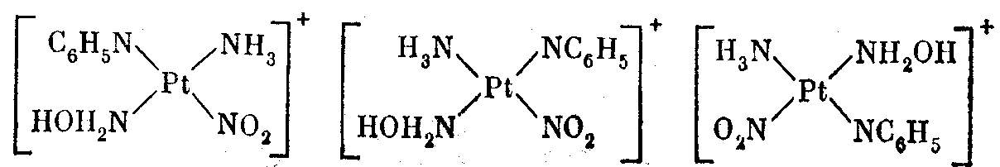 C₆H₅N NH₃ + H₃N NC₆H₅ + H₃N NH₂OH +
Pt Pt Pt
HOH₂N NO₂ HOH₂N NO₂ O₂N NC₆H₅